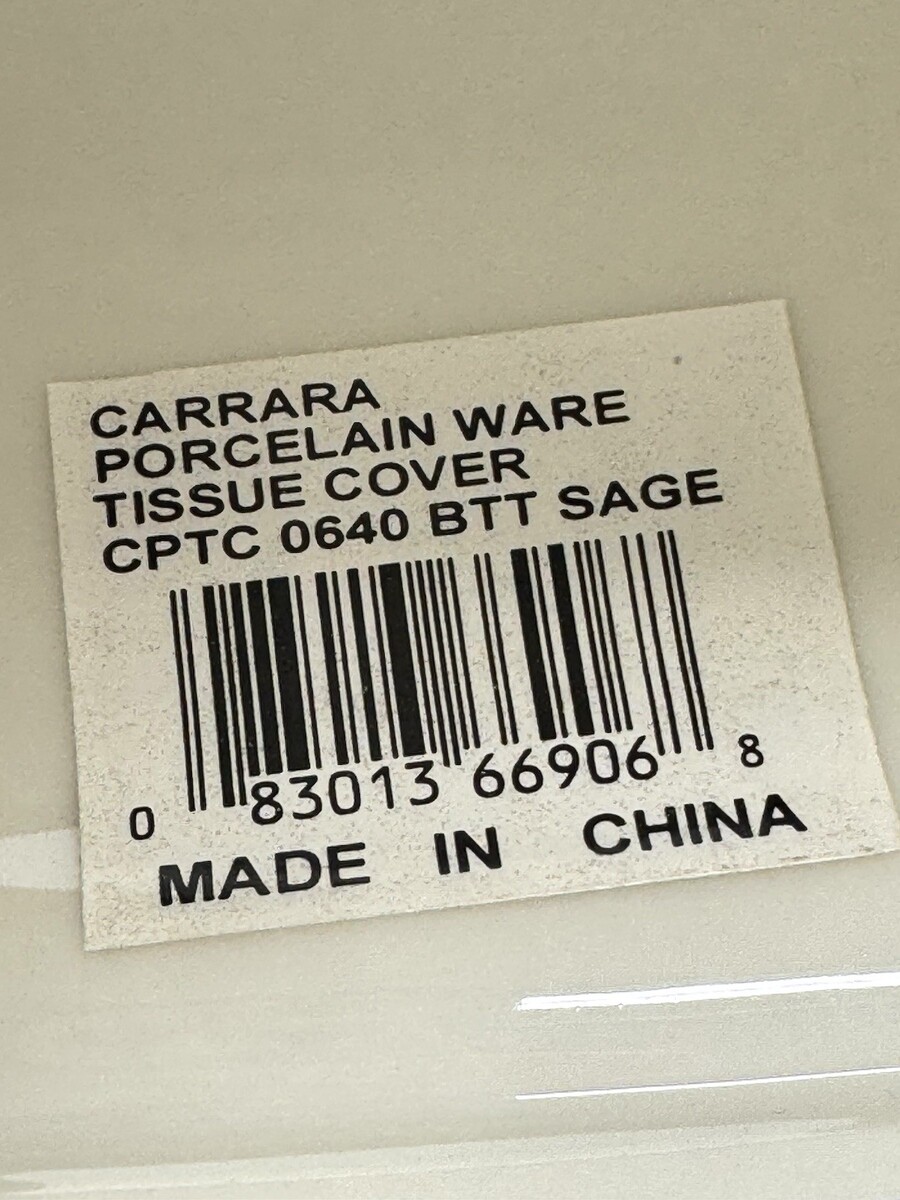 CARRARA
PORCELAIN WARE
TISSUE COVER
CPTC 0640 BTT SAGE
0 83013 66906 8
MADE IN CHINA